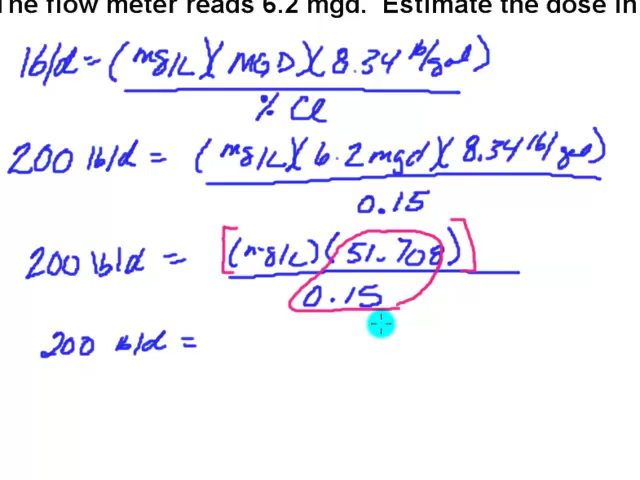 The flow meter reads 6.2 mgd. Estimate the dose in
lb/d = (mg/L)(MGD)(8.34 lb/gal)
% Cl
200 lb/d = (mg/L)(6.2 mgd)(8.34 lb/gal)
0.15
200 lb/d = [(mg/L)(51.708)]
0.15
200 lb/d =